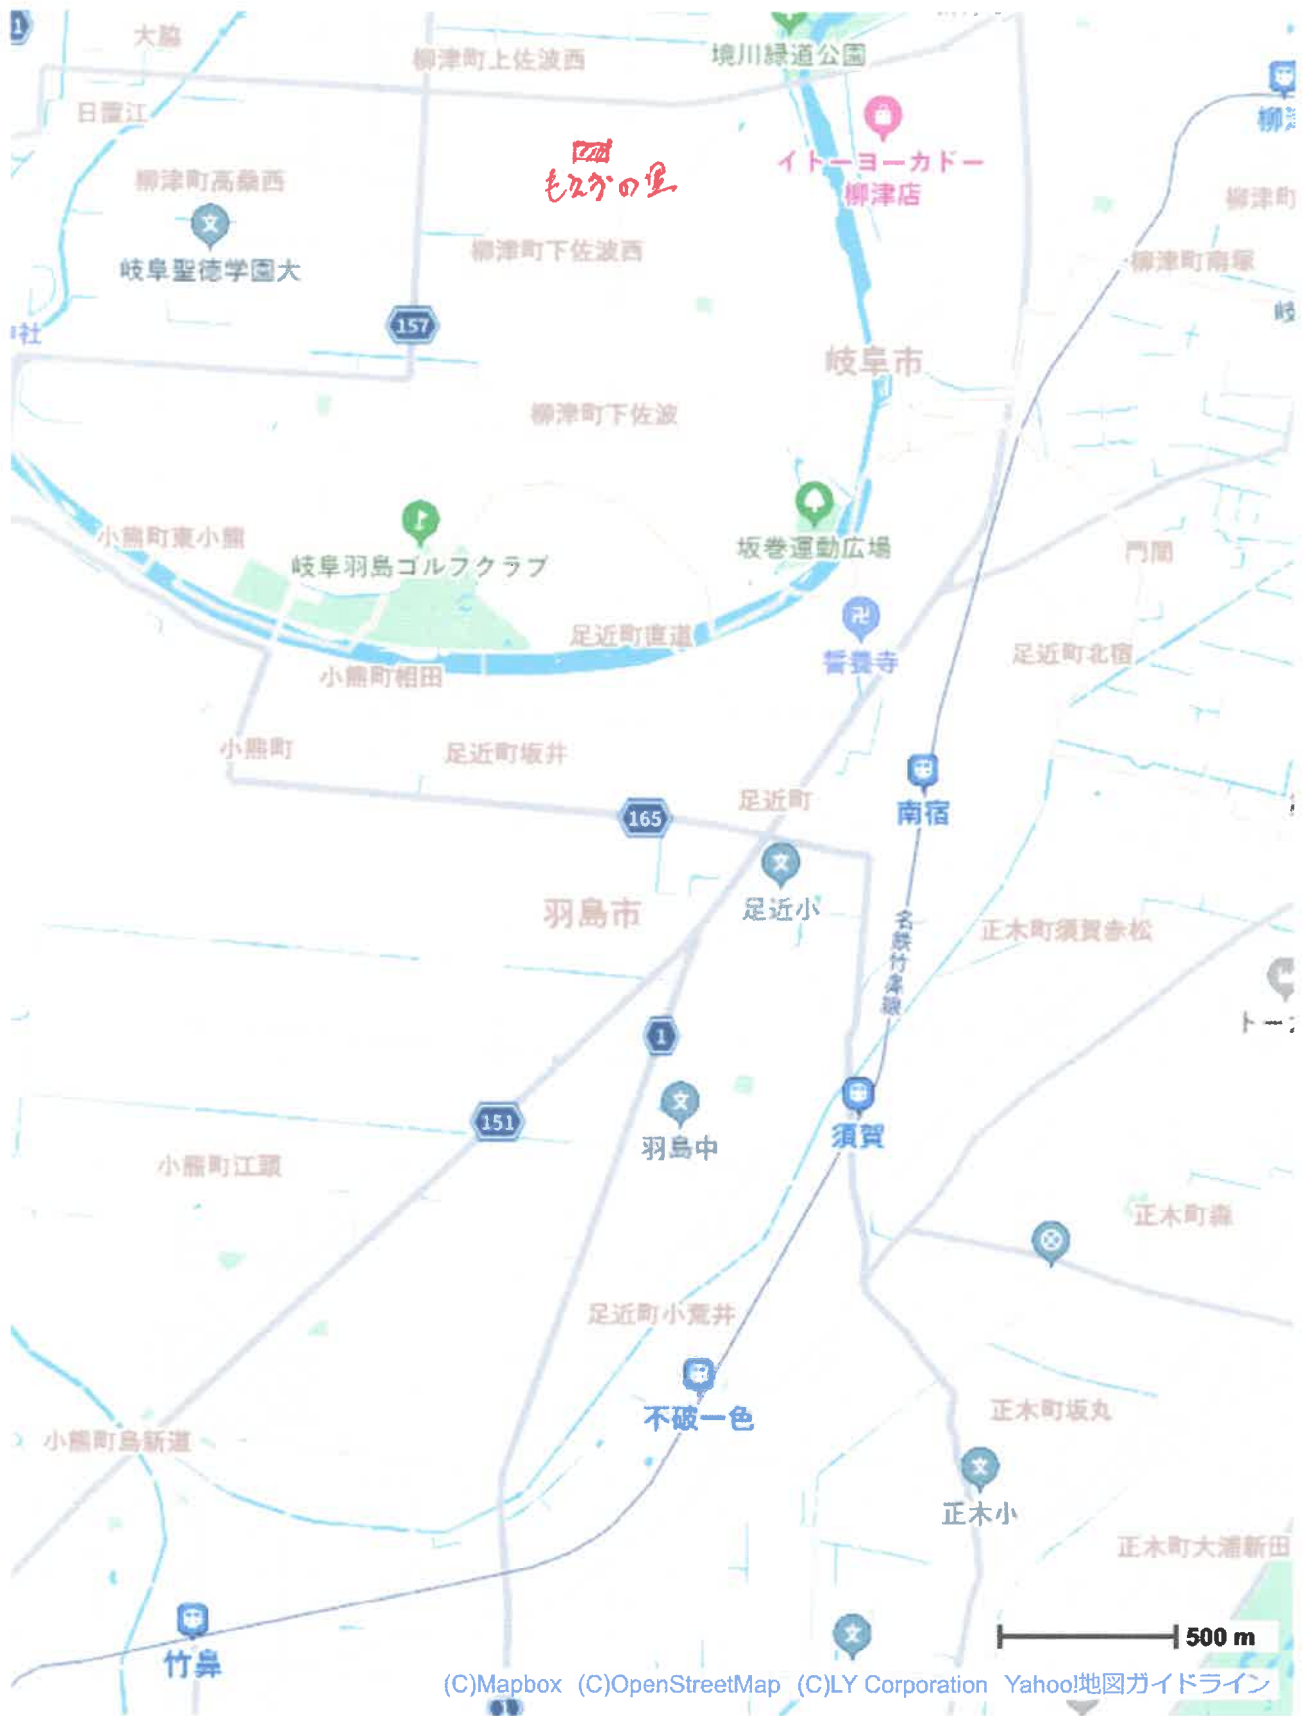 1
大脇
柳津町上佐波西
境川緑道公園
日置江
イトーヨーカドー
柳津店
柳津町高桑西
岐阜聖徳学園大
もえぎの里
柳津町下佐波西
柳津町
柳津町南塚
157
岐阜市
柳津町下佐波
小熊町東小熊
岐阜羽島ゴルフクラブ
坂巻運動広場
門間
足近町直道
誓養寺
足近町北宿
小熊町相田
小熊町
足近町坂井
足近町
南宿
165
足近小
羽島市
名鉄竹鼻線
正木町須賀赤松
1
羽島中
151
須賀
小熊町江頭
正木町森
足近町小荒井
不破一色
正木町坂丸
小熊町島新道
正木小
正木町大浦新田
竹鼻
500 m
(C)Mapbox (C)OpenStreetMap (C)LY Corporation Yahoo!地図ガイドライン